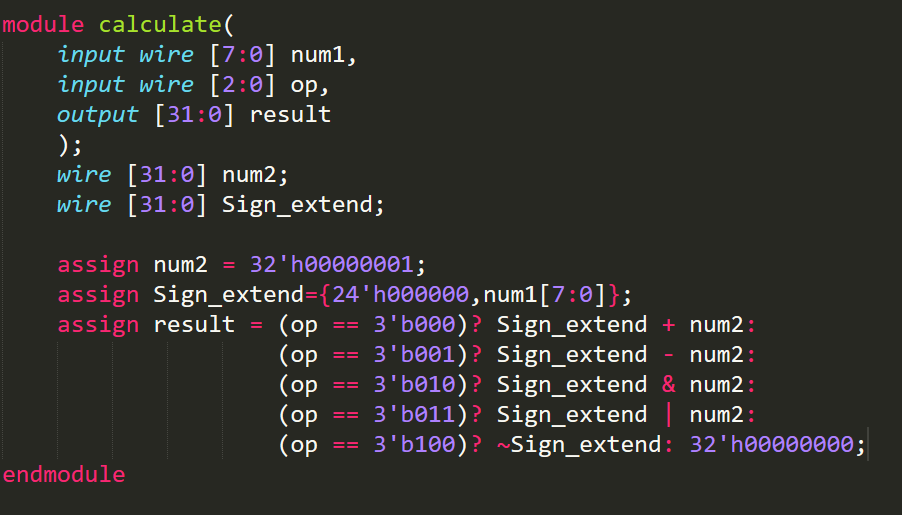 module calculate(
    input wire [7:0] num1,
    input wire [2:0] op,
    output [31:0] result
    );
    wire [31:0] num2;
    wire [31:0] Sign_extend;

    assign num2 = 32'h00000001;
    assign Sign_extend={24'h000000,num1[7:0]};
    assign result = (op == 3'b000)? Sign_extend + num2:
                    (op == 3'b001)? Sign_extend - num2:
                    (op == 3'b010)? Sign_extend & num2:
                    (op == 3'b011)? Sign_extend | num2:
                    (op == 3'b100)? ~Sign_extend: 32'h00000000;
endmodule